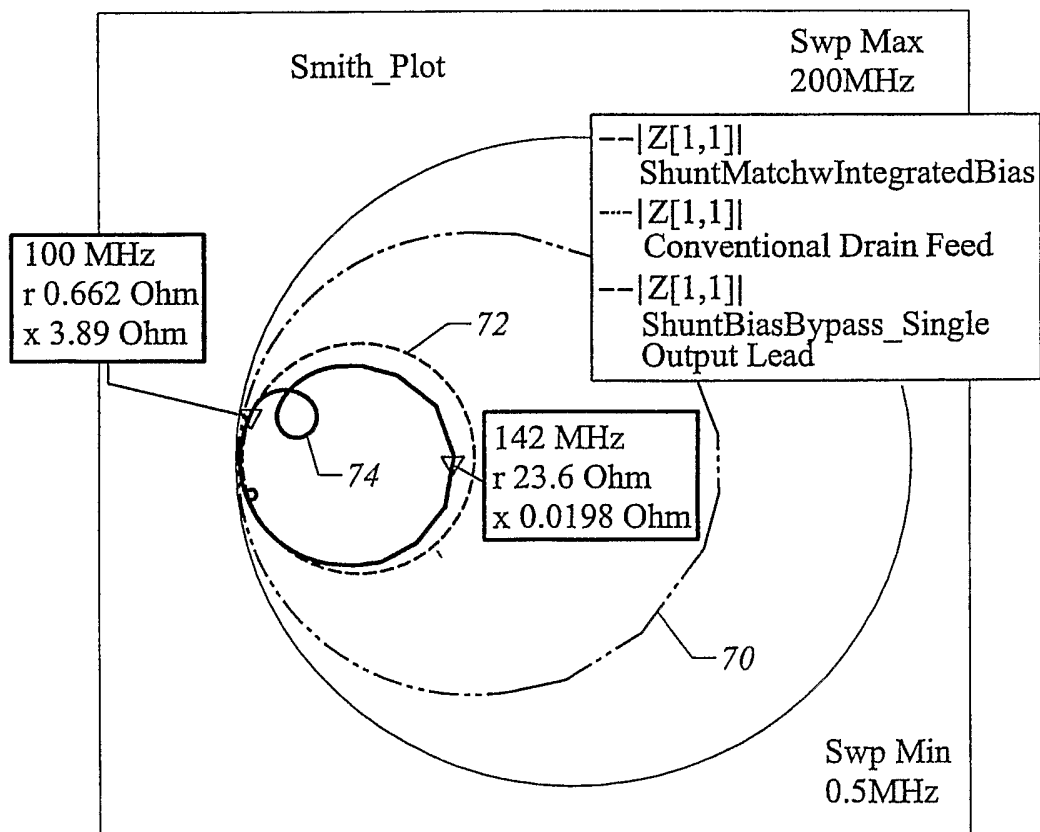 Smith_Plot
Swp Max
200MHz
|Z[1,1]|
ShuntMatchwIntegratedBias
|Z[1,1]|
Conventional Drain Feed
|Z[1,1]|
ShuntBiasBypass_Single
Output Lead
100 MHz
r 0.662 Ohm
x 3.89 Ohm
72
142 MHz
r 23.6 Ohm
x 0.0198 Ohm
74
70
Swp Min
0.5MHz